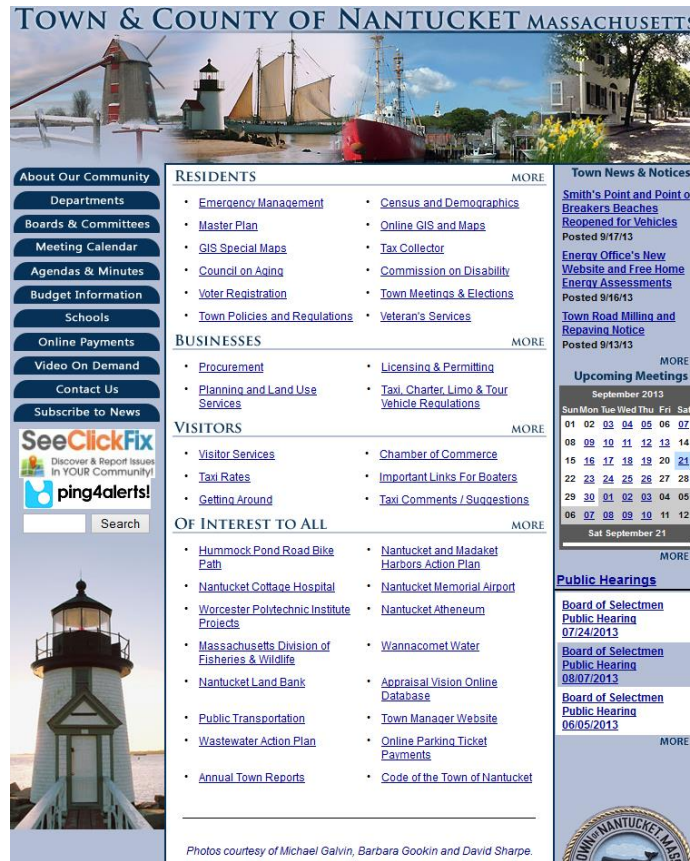 TOWN & COUNTY OF NANTUCKET MASSACHUSETTS
About Our Community
Departments
Boards & Committees
Meeting Calendar
Agendas & Minutes
Budget Information
Schools
Online Payments
Video On Demand
Contact Us
Subscribe to News
SeeClickFix
Discover & Report Issues
In YOUR Community!
ping4alerts!
Search
RESIDENTS MORE
• Emergency Management • Census and Demographics
• Master Plan • Online GIS and Maps
• GIS Special Maps • Tax Collector
• Council on Aging • Commission on Disability
• Voter Registration • Town Meetings & Elections
• Town Policies and Regulations • Veteran's Services
BUSINESSES MORE
• Procurement • Licensing & Permitting
• Planning and Land Use
Services
• Taxi, Charter, Limo & Tour
Vehicle Regulations
VISITORS MORE
• Visitor Services • Chamber of Commerce
• Taxi Rates • Important Links For Boaters
• Getting Around • Taxi Comments / Suggestions
OF INTEREST TO ALL MORE
• Hummock Pond Road Bike
Path
• Nantucket and Madaket
Harbors Action Plan
• Nantucket Cottage Hospital • Nantucket Memorial Airport
• Worcester Polytechnic Institute
Projects
• Nantucket Atheneum
• Massachusetts Division of
Fisheries & Wildlife
• Wannacomet Water
• Nantucket Land Bank • Appraisal Vision Online
Database
• Public Transportation • Town Manager Website
• Wastewater Action Plan • Online Parking Ticket
Payments
• Annual Town Reports • Code of the Town of Nantucket
Photos courtesy of Michael Galvin, Barbara Gookin and David Sharpe.
Town News & Notices
Smith's Point and Point o
Breakers Beaches
Reopened for Vehicles
Posted 9/17/13
Energy Office's New
Website and Free Home
Energy Assessments
Posted 9/16/13
Town Road Milling and
Repaving Notice
Posted 9/13/13
MORE
Upcoming Meetings
September 2013
Sun Mon Tue Wed Thu Fri Sat
01 02 03 04 05 06 07
08 09 10 11 12 13 14
15 16 17 18 19 20 21
22 23 24 25 26 27 28
29 30 01 02 03 04 05
06 07 08 09 10 11 12
Sat September 21
MORE
Public Hearings
Board of Selectmen
Public Hearing
07/24/2013
Board of Selectmen
Public Hearing
08/07/2013
Board of Selectmen
Public Hearing
06/05/2013
MORE
NANTUCKET